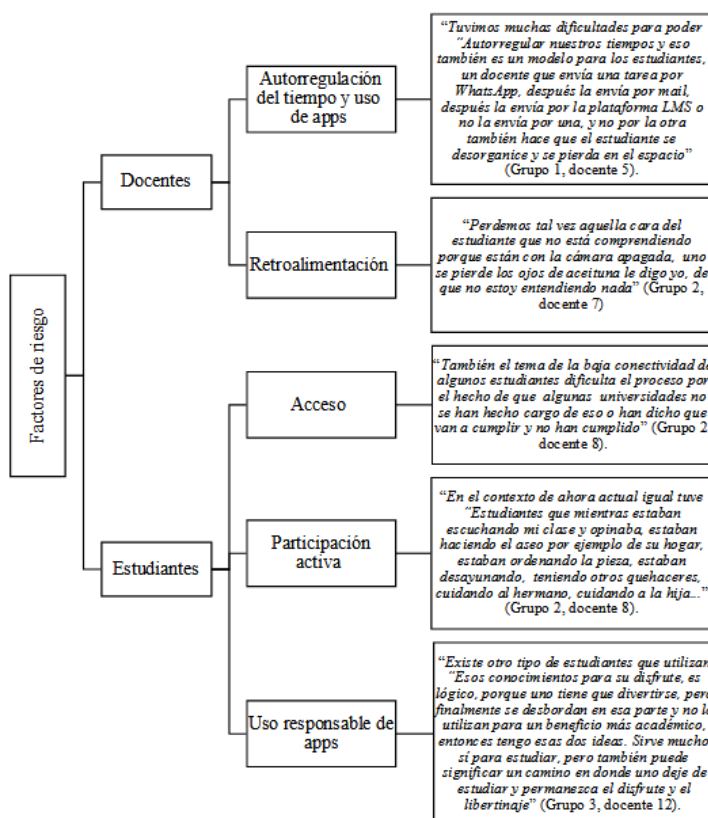 Factores de riesgo
Docentes
Autorregulación
del tiempo y uso
de apps
“Tuvimos muchas dificultades para poder
“Autorregular nuestros tiempos y eso
también es un modelo para los estudiantes,
un docente que envía una tarea por
WhatsApp, después la envía por mail,
después la envía por la plataforma LMS o
no la envía por una, y no por la otra
también hace que el estudiante se
desorganice y se pierda en el espacio”
(Grupo 1, docente 5).
Retroalimentación
“Perdemos tal vez aquella cara del
estudiante que no está comprendiendo
porque están con la cámara apagada, uno
se pierde los ojos de aceituna le digo yo, de
que no estoy entendiendo nada” (Grupo 2,
docente 7)
Estudiantes
Acceso
“También el tema de la baja conectividad de
algunos estudiantes dificulta el proceso por
el hecho de que algunas universidades no
se han hecho cargo de eso o han dicho que
van a cumplir y no han cumplido” (Grupo 2
docente 8).
Participación
activa
“En el contexto de ahora actual igual tuve
“Estudiantes que mientras estaban
escuchando mi clase y opinaba, estaban
haciendo el aseo por ejemplo de su hogar,
estaban ordenando la pieza, estaban
desayunando, teniendo otros quehaceres,
cuidando al hermano, cuidando a la hija...”
(Grupo 2, docente 8).
Uso responsable de
apps
“Existe otro tipo de estudiantes que utilizan
“Esos conocimientos para su disfrute, es
lógico, porque uno tiene que divertirse, pero
finalmente se desbordan en esa parte y no lo
utilizan para un beneficio más académico,
entonces tengo esas dos ideas. Sirve mucho
sí para estudiar, pero también puede
significar un camino en donde uno deje de
estudiar y permanezca el disfrute y el
libertinaje” (Grupo 3, docente 12).